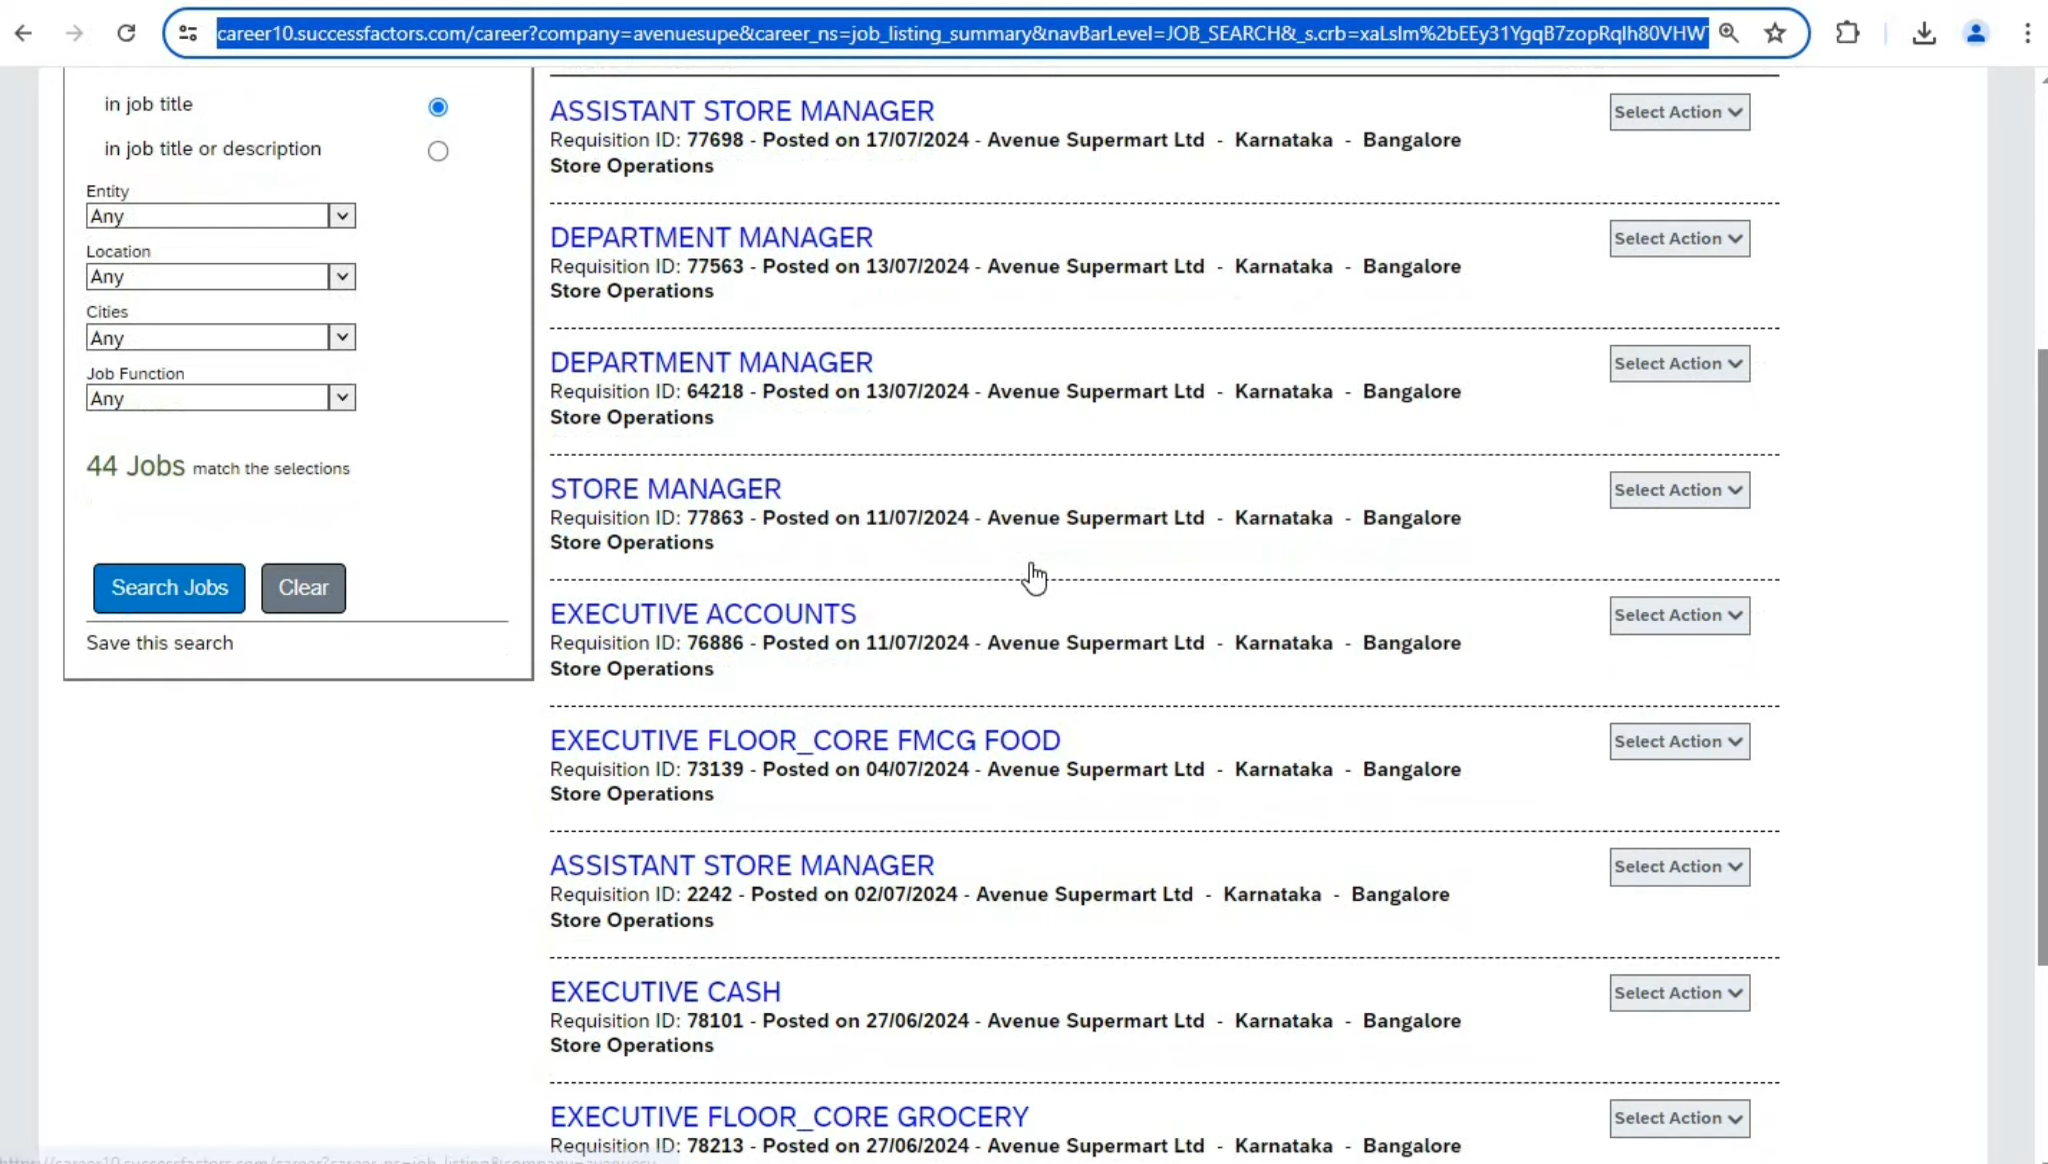 career10.successfactors.com/career?company=avenuesupe&career_ns=job_listing_summary&navBarLevel=JOB_SEARCH&_s.crb=xaLslm%2bEEy31YgqB7zopRqlh80VHW
in job title
in job title or description
Entity
Any
Location
Any
Cities
Any
Job Function
Any
44 Jobs match the selections
Search Jobs Clear
Save this search
ASSISTANT STORE MANAGER
Select Action
Requisition ID: 77698 - Posted on 17/07/2024 - Avenue Supermart Ltd - Karnataka - Bangalore
Store Operations
DEPARTMENT MANAGER
Select Action
Requisition ID: 77563 - Posted on 13/07/2024 - Avenue Supermart Ltd - Karnataka - Bangalore
Store Operations
DEPARTMENT MANAGER
Select Action
Requisition ID: 64218 - Posted on 13/07/2024 - Avenue Supermart Ltd - Karnataka - Bangalore
Store Operations
STORE MANAGER
Select Action
Requisition ID: 77863 - Posted on 11/07/2024 - Avenue Supermart Ltd - Karnataka - Bangalore
Store Operations
EXECUTIVE ACCOUNTS
Select Action
Requisition ID: 76886 - Posted on 11/07/2024 - Avenue Supermart Ltd - Karnataka - Bangalore
Store Operations
EXECUTIVE FLOOR_CORE FMCG FOOD
Select Action
Requisition ID: 73139 - Posted on 04/07/2024 - Avenue Supermart Ltd - Karnataka - Bangalore
Store Operations
ASSISTANT STORE MANAGER
Select Action
Requisition ID: 2242 - Posted on 02/07/2024 - Avenue Supermart Ltd - Karnataka - Bangalore
Store Operations
EXECUTIVE CASH
Select Action
Requisition ID: 78101 - Posted on 27/06/2024 - Avenue Supermart Ltd - Karnataka - Bangalore
Store Operations
EXECUTIVE FLOOR_CORE GROCERY
Select Action
Requisition ID: 78213 - Posted on 27/06/2024 - Avenue Supermart Ltd - Karnataka - Bangalore